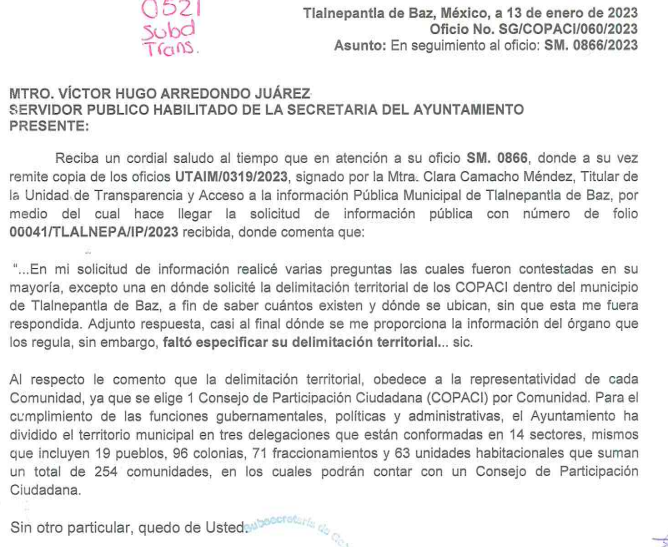 0521
Subd
Trans.
Tlalnepantla de Baz, México, a 13 de enero de 2023
Oficio No. SG/COPACI/060/2023
Asunto: En seguimiento al oficio: SM. 0866/2023
MTRO. VÍCTOR HUGO ARREDONDO JUÁREZ
SERVIDOR PUBLICO HABILITADO DE LA SECRETARIA DEL AYUNTAMIENTO
PRESENTE:
Reciba un cordial saludo al tiempo que en atención a su oficio SM. 0866, donde a su vez
remite copia de los oficios UTAIM/0319/2023, signado por la Mtra. Clara Camacho Méndez, Titular de
la Unidad de Transparencia y Acceso a la información Pública Municipal de Tlalnepantla de Baz, por
medio del cual hace llegar la solicitud de información pública con número de folio
00041/TLALNEPA/IP/2023 recibida, donde comenta que:
“...En mi solicitud de información realicé varias preguntas las cuales fueron contestadas en su
mayoría, excepto una en dónde solicité la delimitación territorial de los COPACI dentro del municipio
de Tlalnepantla de Baz, a fin de saber cuántos existen y dónde se ubican, sin que esta me fuera
respondida. Adjunto respuesta, casi al final dónde se me proporciona la información del órgano que
los regula, sin embargo, faltó especificar su delimitación territorial... sic.
Al respecto le comento que la delimitación territorial, obedece a la representatividad de cada
Comunidad, ya que se elige 1 Consejo de Participación Ciudadana (COPACI) por Comunidad. Para el
cumplimiento de las funciones gubernamentales, políticas y administrativas, el Ayuntamiento ha
dividido el territorio municipal en tres delegaciones que están conformadas en 14 sectores, mismos
que incluyen 19 pueblos, 96 colonias, 71 fraccionamientos y 63 unidades habitacionales que suman
un total de 254 comunidades, en los cuales podrán contar con un Consejo de Participación
Ciudadana.
Sin otro particular, quedo de Usted.
ubsecretaría de